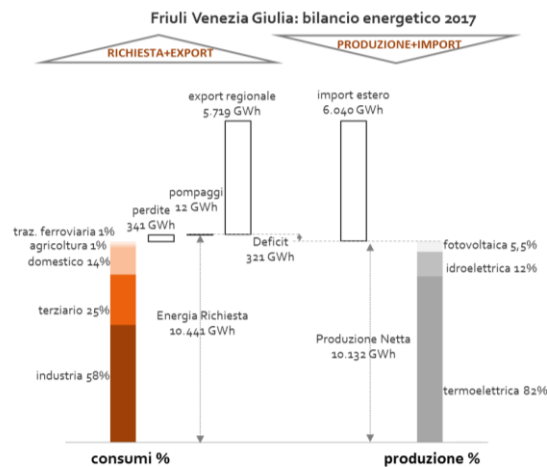 Friuli Venezia Giulia: bilancio energetico 2017
RICHIESTA+EXPORT
PRODUZIONE+IMPORT
export regionale
5.719 GWh
import estero
6.040 GWh
pompaggi
12 GWh
perdite
341 GWh
traz. ferroviaria 1%
agricoltura 1%
domestico 14%
terziario 25%
industria 58%
Deficit
321 GWh
Energia Richiesta
10.441 GWh
Produzione Netta
10.132 GWh
fotovoltaica 5,5%
idroelettrica 12%
termoelettrica 82%
consumi %
produzione %